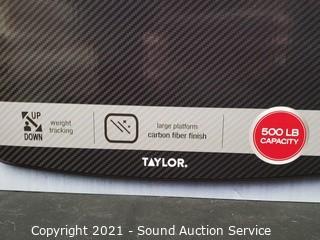 UP
DOWN
weight
tracking
large platform
carbon fiber finish
500 LB
CAPACITY
TAYLOR.
Copyright 2021 - Sound Auction Service